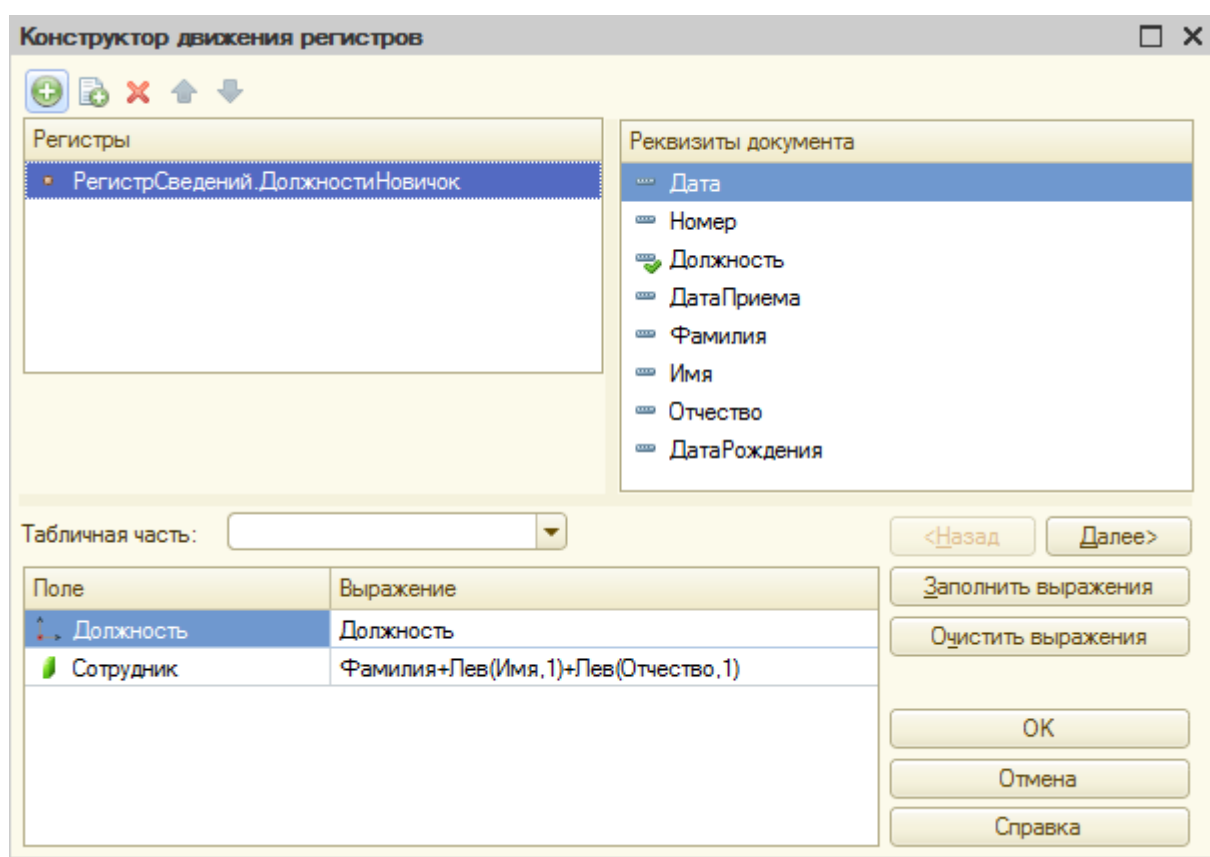 Конструктор движения регистров
Регистры
РегистрСведений.ДолжностиНовичок
Реквизиты документа
Дата
Номер
Должность
ДатаПриема
Фамилия
Имя
Отчество
ДатаРождения
Табличная часть:
<Назад
Далее>
Поле
Выражение
Должность
Должность
Сотрудник
Фамилия+Лев(Имя,1)+Лев(Отчество,1)
Заполнить выражения
Очистить выражения
ОК
Отмена
Справка